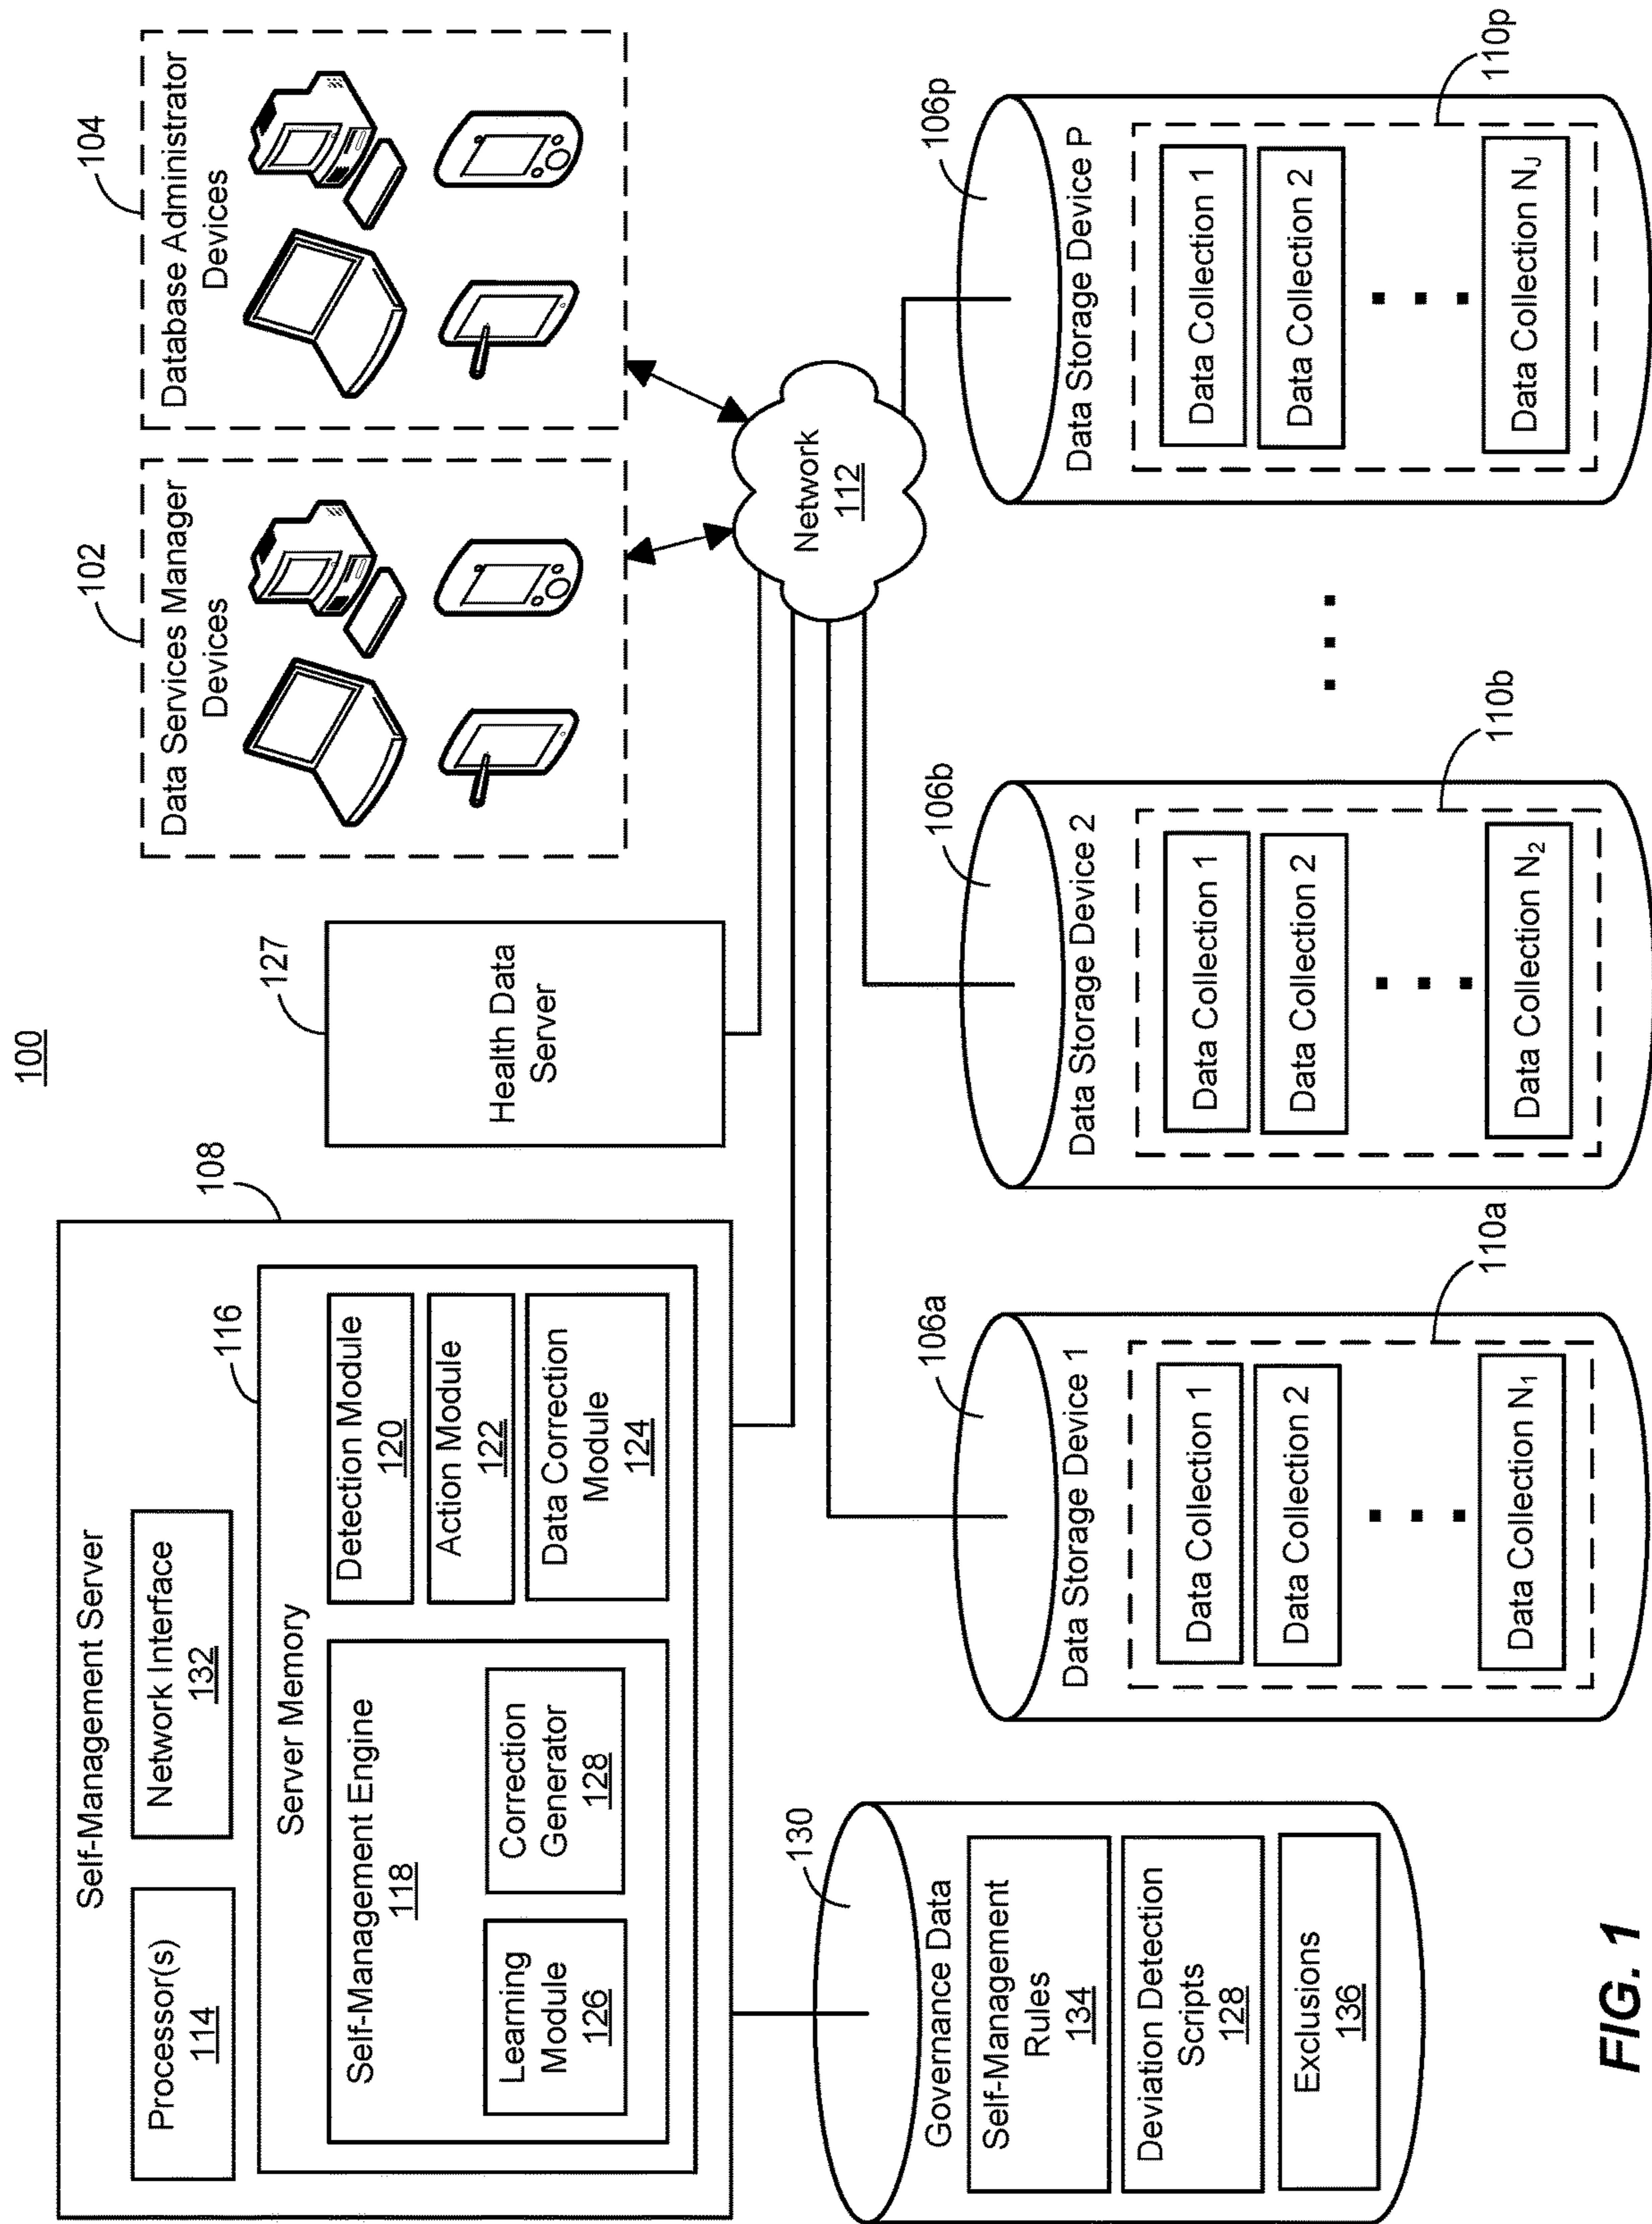 100
Self-Management Server
108
Processor(s)
114
Network Interface
132
116
Server Memory
Self-Management Engine
118
Learning
Module
126
Correction
Generator
128
Detection Module
120
Action Module
122
Data Correction
Module
124
127
Health Data
Server
102
Data Services Manager
Devices
104
Database Administrator
Devices
Network
112
130
Governance Data
Self-Management
Rules
134
Deviation Detection
Scripts
128
Exclusions
136
106a
Data Storage Device 1
110a
Data Collection 1
Data Collection 2
Data Collection N₁
106b
Data Storage Device 2
110b
Data Collection 1
Data Collection 2
Data Collection N₂
106p
Data Storage Device P
110p
Data Collection 1
Data Collection 2
Data Collection NJ
FIG. 1